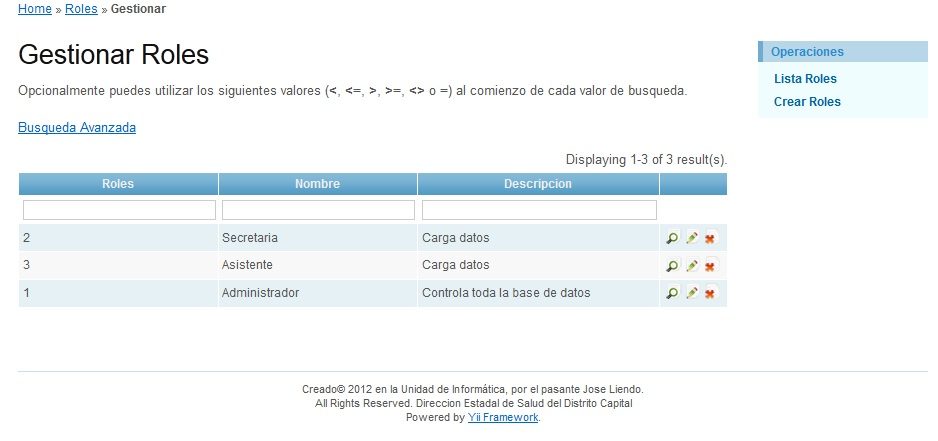 Home » Roles » Gestionar
Gestionar Roles
Opcionalmente puedes utilizar los siguientes valores (<, <=, >, >=, <> o =) al comienzo de cada valor de busqueda.
Busqueda Avanzada
Displaying 1-3 of 3 result(s).
Roles Nombre Descripcion
2 Secretaria Carga datos
3 Asistente Carga datos
1 Administrador Controla toda la base de datos
Operaciones
Lista Roles
Crear Roles
Creado© 2012 en la Unidad de Informática, por el pasante Jose Liendo.
All Rights Reserved. Direccion Estadal de Salud del Distrito Capital
Powered by Yii Framework.